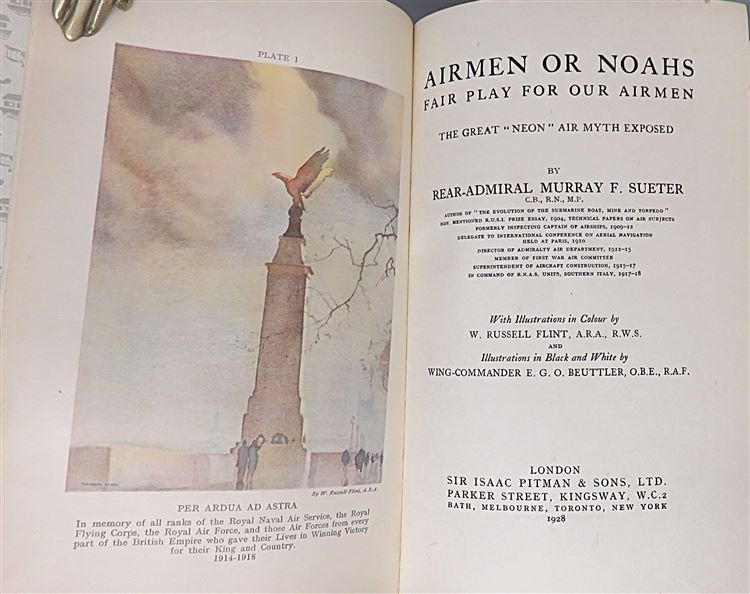 PLATE I
By W. Russell Flint, A.R.A.
PER ARDUA AD ASTRA
In memory of all ranks of the Royal Naval Air Service, the Royal
Flying Corps, the Royal Air Force, and those Air Forces from every
part of the British Empire who gave their Lives in Winning Victory
for their King and Country.
1914-1918
AIRMEN OR NOAHS
FAIR PLAY FOR OUR AIRMEN
THE GREAT "NEON" AIR MYTH EXPOSED
BY
REAR-ADMIRAL MURRAY F. SUETER
C.B., R.N., M.P.
AUTHOR OF "THE EVOLUTION OF THE SUBMARINE BOAT, MINE AND TORPEDO"
HON. MENTIONED R.U.S.I. PRIZE ESSAY, 1904, TECHNICAL PAPERS ON AIR SUBJECTS
FORMERLY INSPECTING CAPTAIN OF AIRSHIPS, 1909-12
DELEGATE TO INTERNATIONAL CONFERENCE ON AERIAL NAVIGATION
HELD AT PARIS, 1910
DIRECTOR OF ADMIRALTY AIR DEPARTMENT, 1912-15
MEMBER OF FIRST WAR AIR COMMITTEE
SUPERINTENDENT OF AIRCRAFT CONSTRUCTION, 1915-17
IN COMMAND OF R.N.A.S. UNITS, SOUTHERN ITALY, 1917-18
With Illustrations in Colour by
W. RUSSELL FLINT, A.R.A., R.W.S.
AND
Illustrations in Black and White by
WING-COMMANDER E. G. O. BEUTTLER, O.B.E., R.A.F.
LONDON
SIR ISAAC PITMAN & SONS, LTD.
PARKER STREET, KINGSWAY, W.C.2
BATH, MELBOURNE, TORONTO, NEW YORK
1928